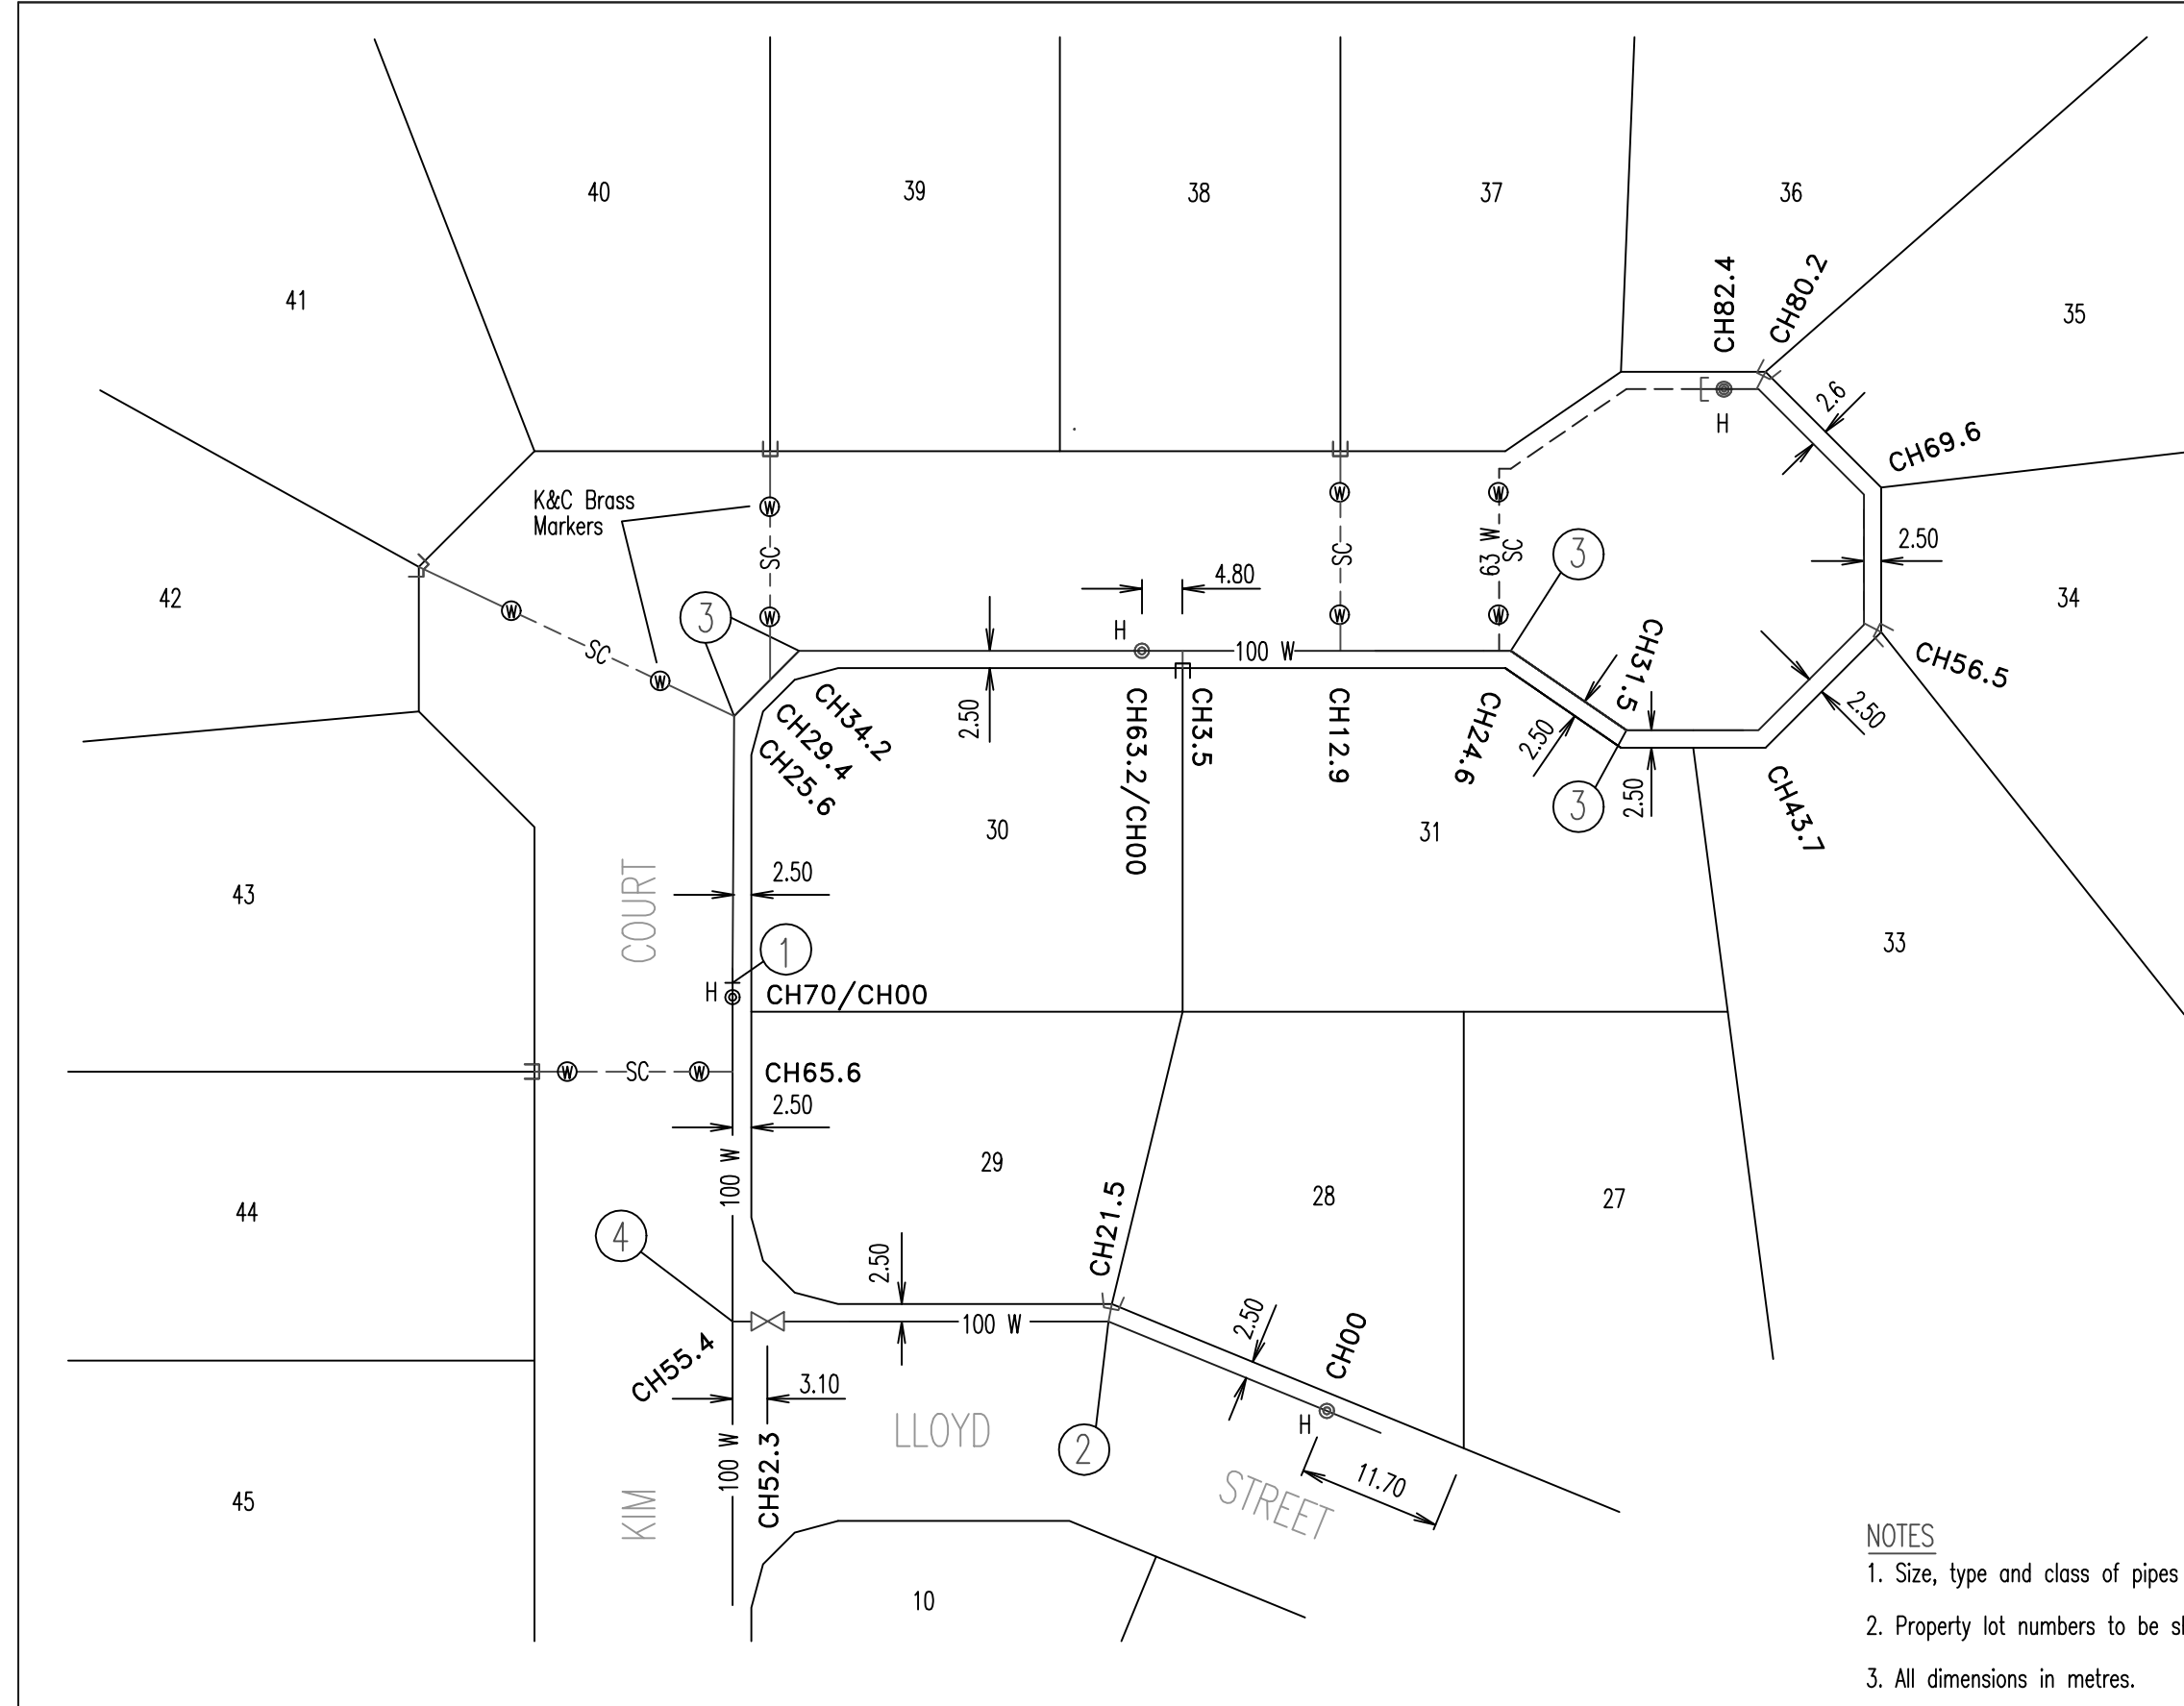 40
39
38
37
36
41
35
CH82.4
CH80.2
2.6
CH69.6
K&C Brass
Markers
W
W
W
W
SC
SC
63 W
SC
3
2.50
42
W
SC
W
3
W
W
W
4.80
H
H
100 W
34
CH31.5
CH56.5
2.50
2.50
CH34.2
CH29.4
CH25.6
CH63.2/CH00
CH3.5
CH12.9
CH24.6
2.50
2.50
3
CH43.7
30
31
43
COURT
2.50
1
33
H
CH70/CH00
W
SC
W
CH65.6
2.50
100 W
29
28
27
44
4
2.50
CH21.5
100 W
2.50
CH00
CH55.4
3.10
H
LLOYD
2
100 W
CH52.3
STREET
11.70
45
KIM
10
NOTES
1. Size, type and class of pipes
2. Property lot numbers to be
3. All dimensions in metres.